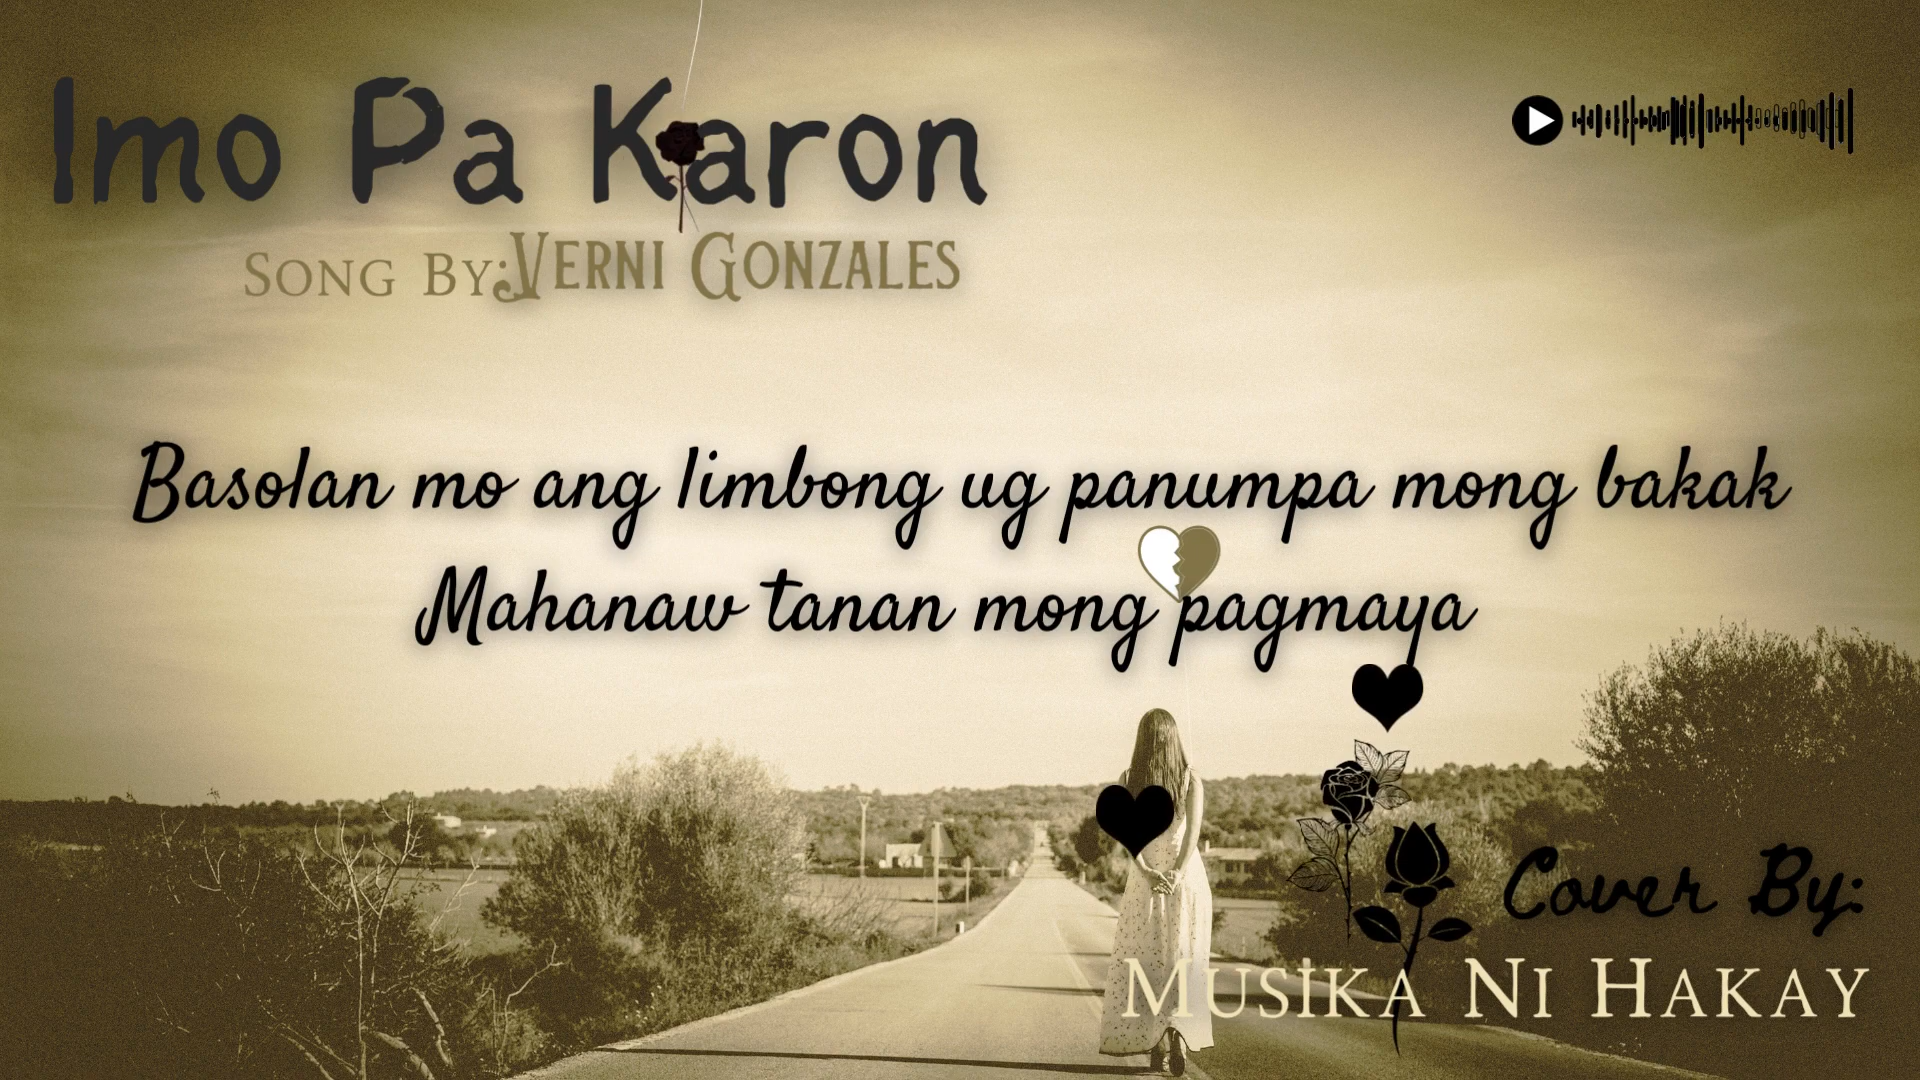 Imo Pa Karon
Song By: Verni Gonzales
Basolan mo ang limbong ug panumpa mong bakak
Mahanaw tanan mong pagmaya
Cover By:
Musika Ni Hakay